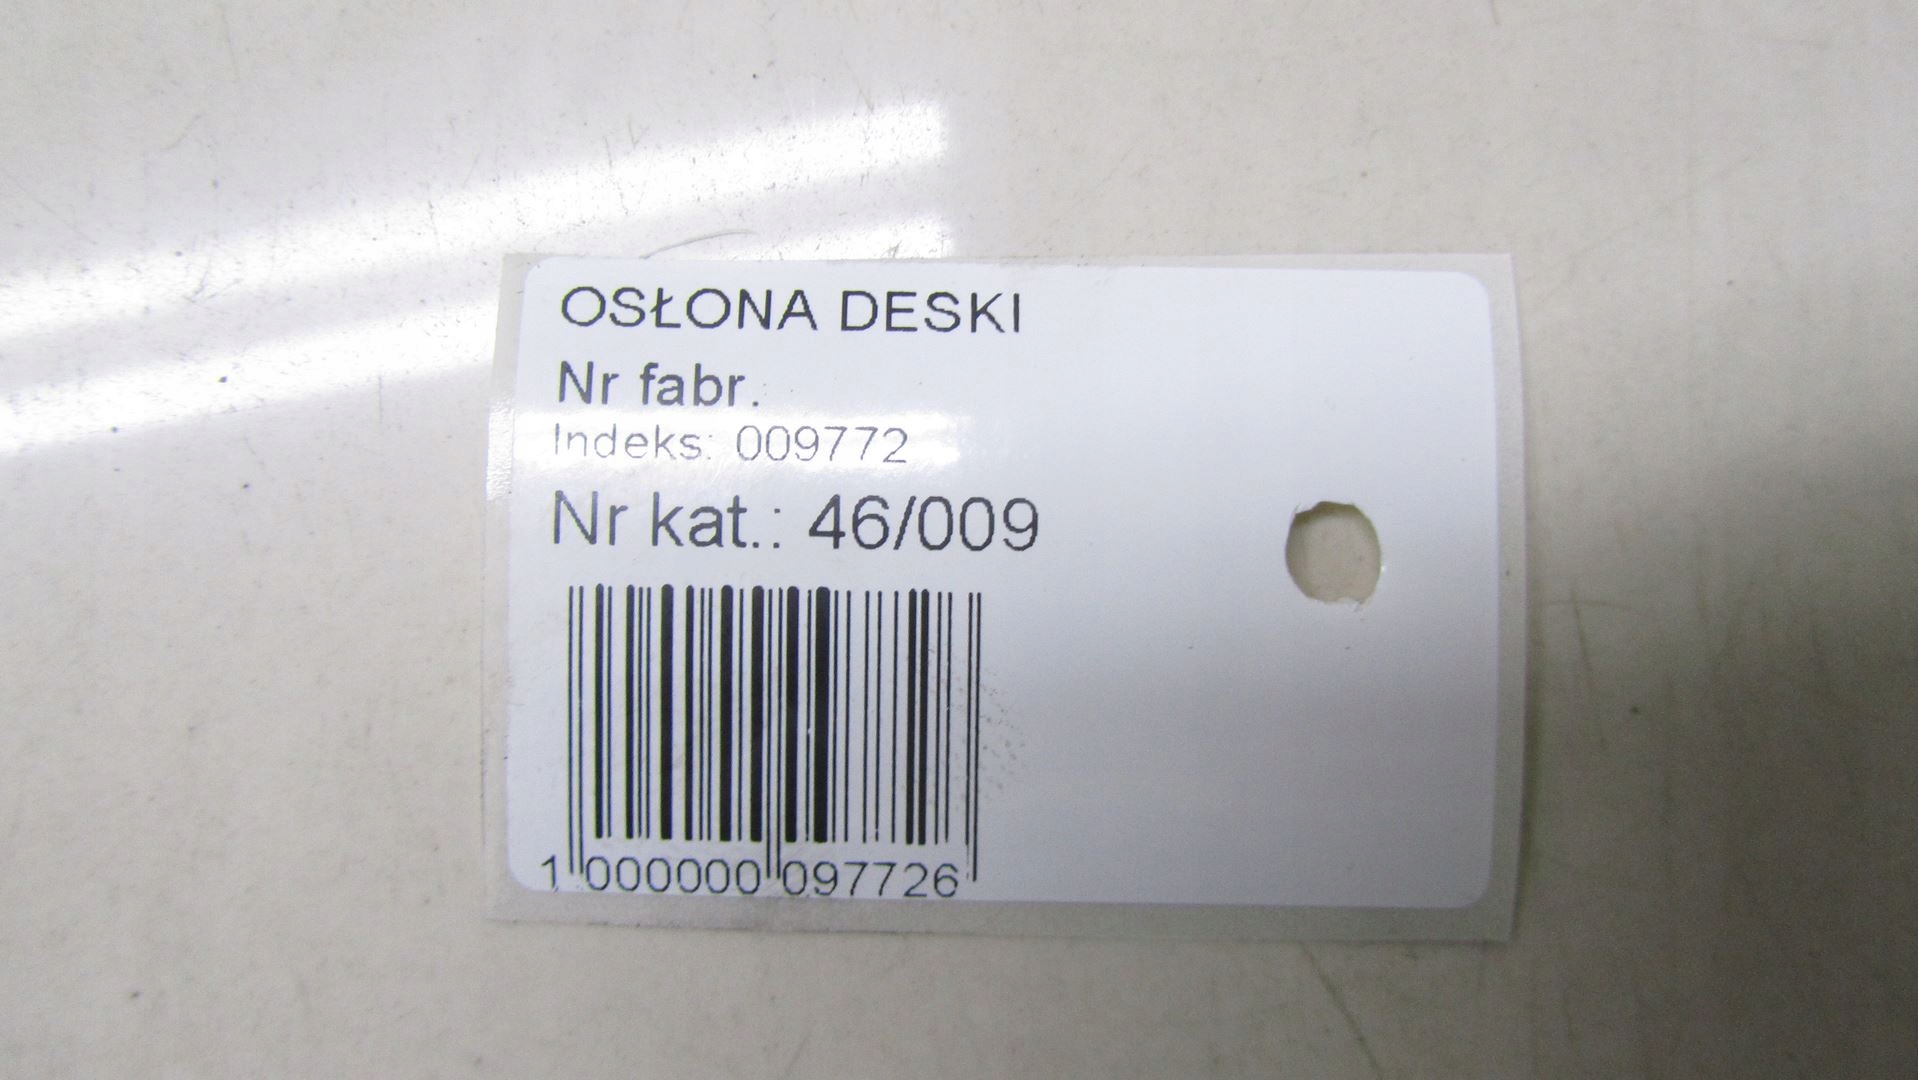 OSŁONA DESKI
Nr fabr.
Indeks: 009772
Nr kat.: 46/009
1 000000 097726